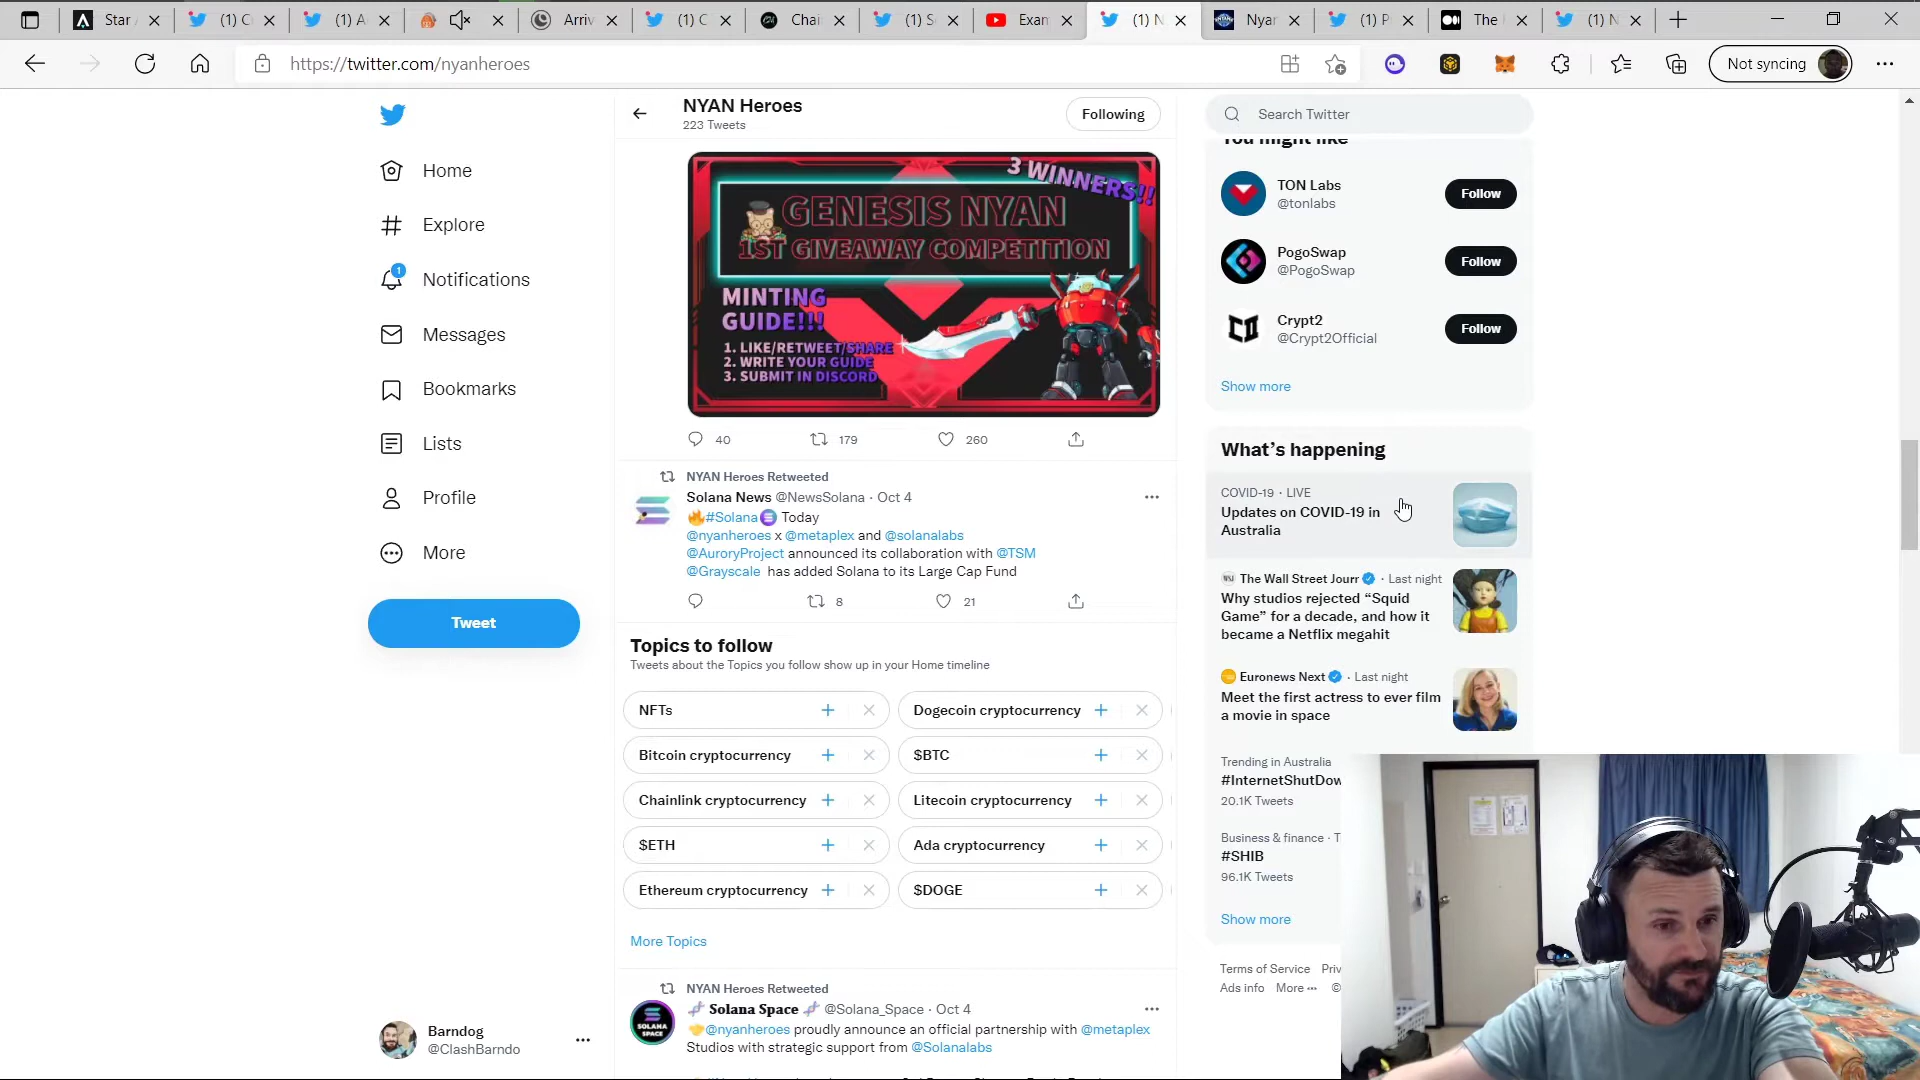 Star
(1) C
(1) A
Arriv
(1) C
Chai
(1) S
Exan
(1) N
Nyar
(1) P
The
(1) N
https://twitter.com/nyanheroes
Not syncing
Home
Explore
1
Notifications
Messages
Bookmarks
Lists
Profile
More
Tweet
Barndog
@ClashBarndo
NYAN Heroes
223 Tweets
Following
3 WINNERS!!
GENESIS NYAN
1ST GIVEAWAY COMPETITION
MINTING
GUIDE!!!
1. LIKE/RETWEET/SHARE
2. WRITE YOUR GUIDE
3. SUBMIT IN DISCORD
40 179 260
NYAN Heroes Retweeted
Solana News @NewsSolana · Oct 4
🔥#Solana Today
@nyanheroes x @metaplex and @solanalabs
@AuroryProject announced its collaboration with @TSM
@Grayscale has added Solana to its Large Cap Fund
8 21
Topics to follow
Tweets about the Topics you follow show up in your Home timeline
NFTs
Dogecoin cryptocurrency
Bitcoin cryptocurrency
$BTC
Chainlink cryptocurrency
Litecoin cryptocurrency
$ETH
Ada cryptocurrency
Ethereum cryptocurrency
$DOGE
More Topics
NYAN Heroes Retweeted
SOLANA
SPACE
Solana Space @Solana_Space · Oct 4
🤝@nyanheroes proudly announce an official partnership with @metaplex
Studios with strategic support from @Solanalabs
Search Twitter
You might like
TON Labs
@tonlabs
Follow
PogoSwap
@PogoSwap
Follow
Crypt2
@Crypt2Official
Follow
Show more
What's happening
COVID-19 · LIVE
Updates on COVID-19 in
Australia
WSJ The Wall Street Jourr · Last night
Why studios rejected “Squid
Game” for a decade, and how it
became a Netflix megahit
Euronews Next · Last night
Meet the first actress to ever film
a movie in space
Trending in Australia
#InternetShutDow
20.1K Tweets
Business & finance · T
#SHIB
96.1K Tweets
Show more
Terms of Service Priv
Ads info More ··· ©